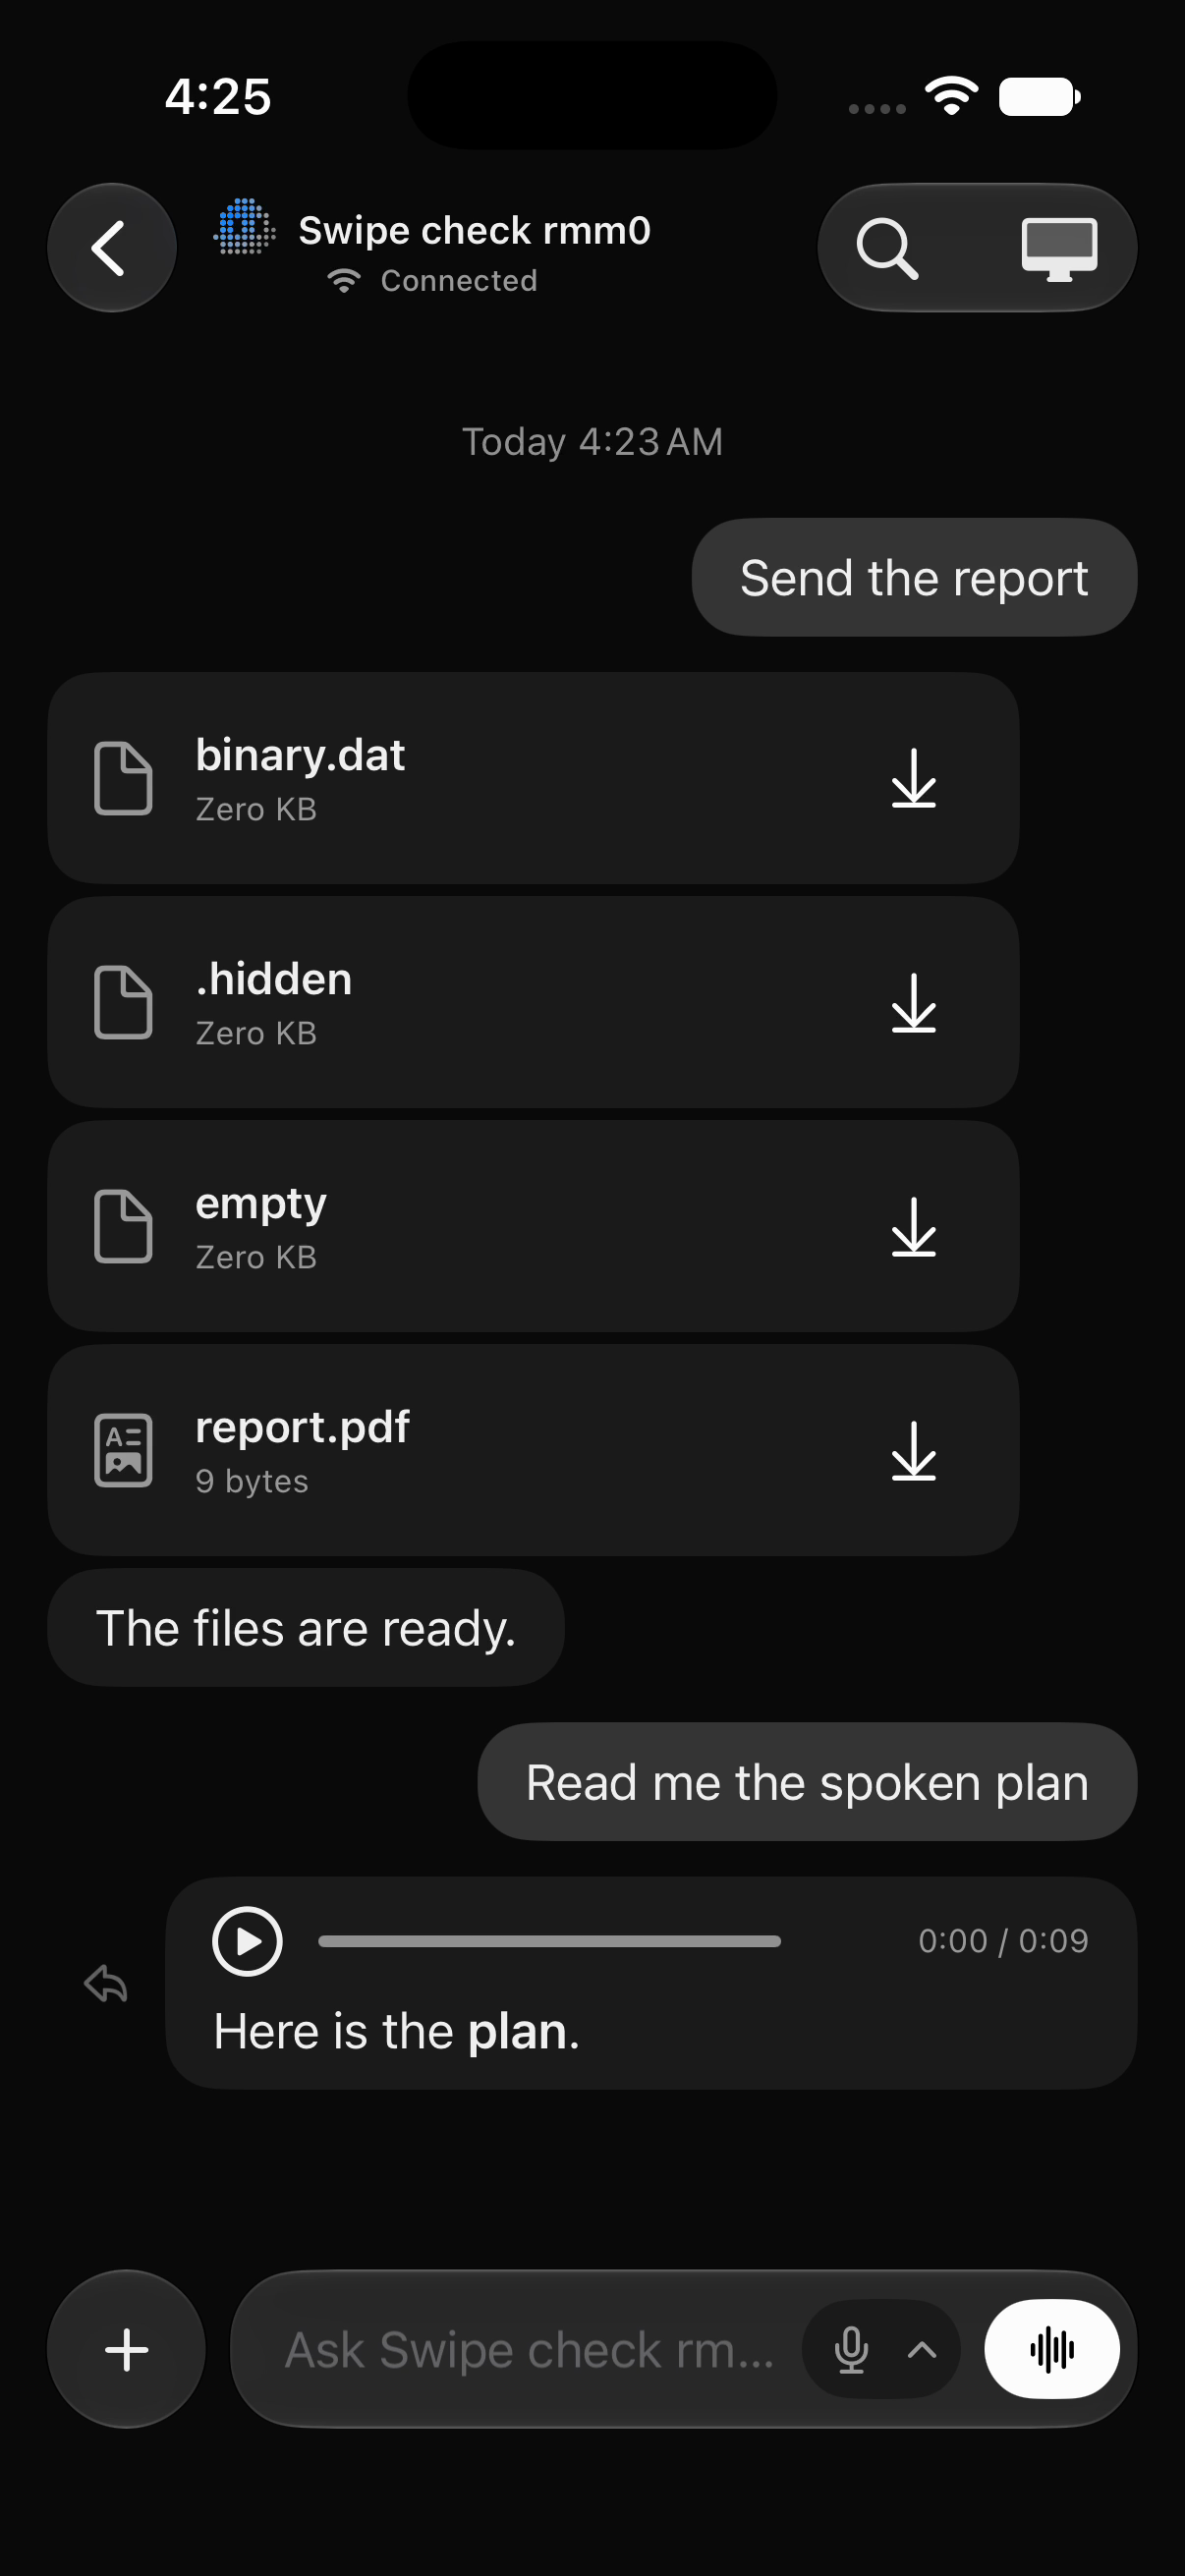 4:25
Swipe check rmm0
Connected
Today 4:23 AM
Send the report
binary.dat
Zero KB
.hidden
Zero KB
empty
Zero KB
report.pdf
9 bytes
The files are ready.
Read me the spoken plan
0:00 / 0:09
Here is the plan.
Ask Swipe check rm...